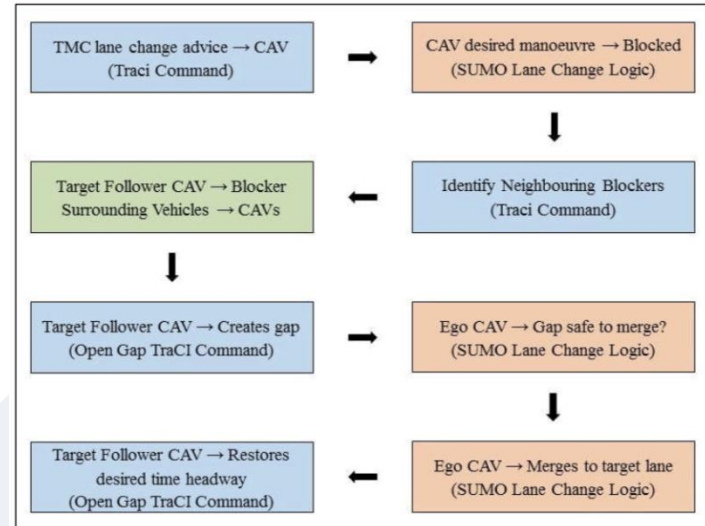 TMC lane change advice → CAV
(Traci Command)
CAV desired manoeuvre → Blocked
(SUMO Lane Change Logic)
Identify Neighbouring Blockers
(Traci Command)
Target Follower CAV → Blocker
Surrounding Vehicles → CAVs
Target Follower CAV → Creates gap
(Open Gap TraCI Command)
Ego CAV → Gap safe to merge?
(SUMO Lane Change Logic)
Ego CAV → Merges to target lane
(SUMO Lane Change Logic)
Target Follower CAV → Restores
desired time headway
(Open Gap TraCI Command)